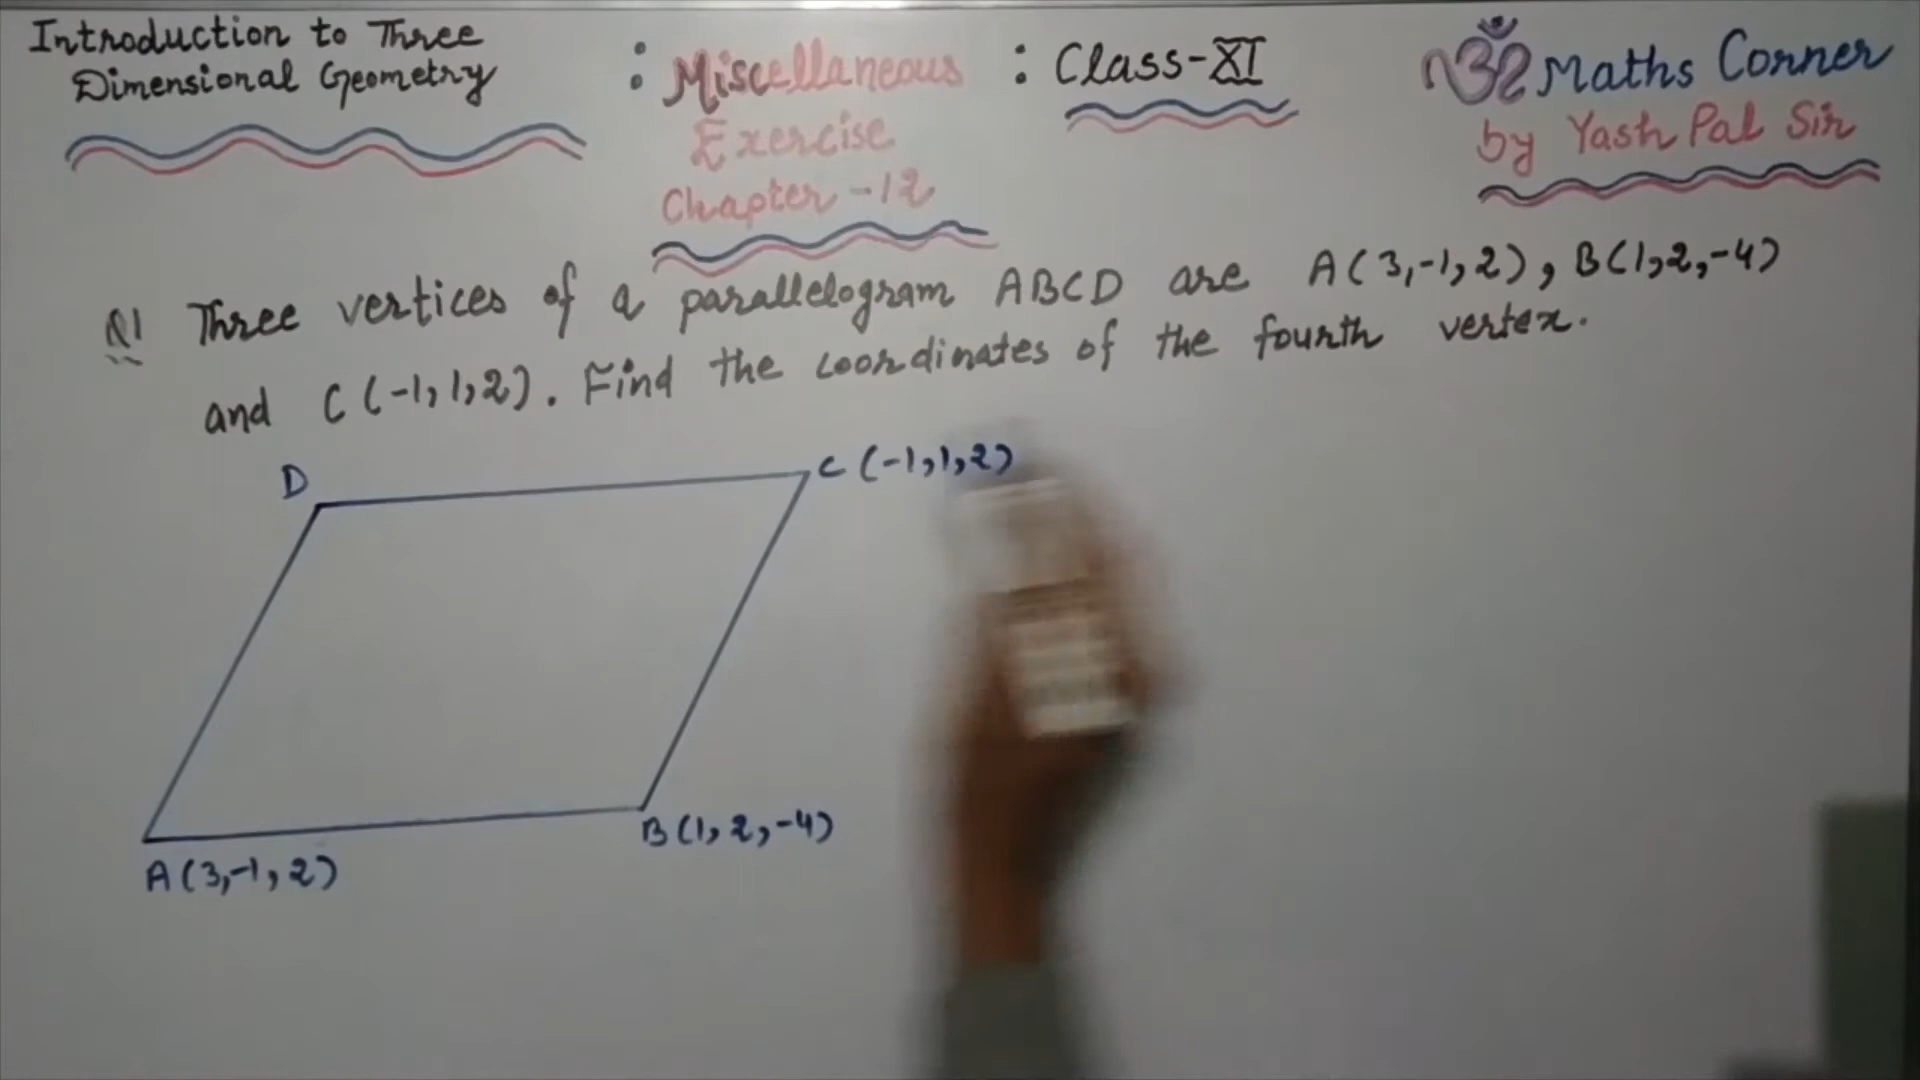 Introduction to Three
Dimensional Geometry
: Miscellaneous
Exercise
Chapter -12
: Class-XI
ॐ Maths Corner
by Yash Pal Sir
Q1 Three vertices of a parallelogram ABCD are A(3,-1,2), B(1,2,-4)
and C(-1,1,2). Find the coordinates of the fourth vertex.
D
C(-1,1,2)
B(1,2,-4)
A(3,-1,2)